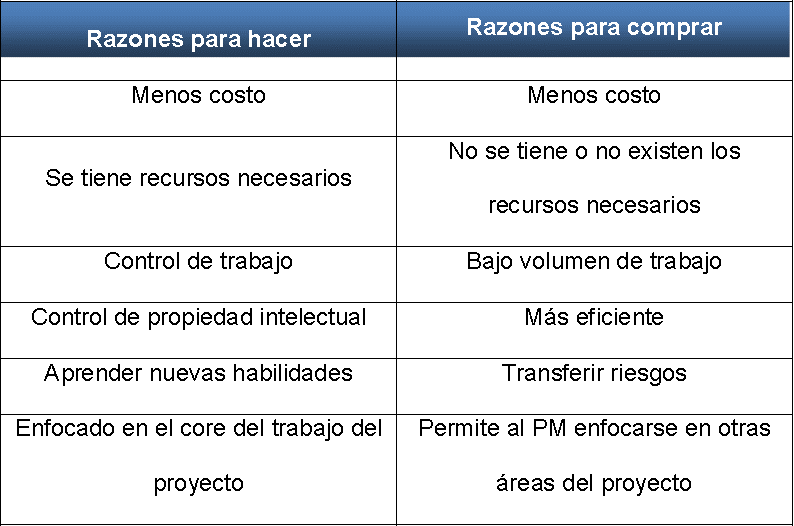 Razones para hacer
Razones para comprar
Menos costo
Menos costo
Se tiene recursos necesarios
No se tiene o no existen los
recursos necesarios
Control de trabajo
Bajo volumen de trabajo
Control de propiedad intelectual
Más eficiente
Aprender nuevas habilidades
Transferir riesgos
Enfocado en el core del trabajo del
proyecto
Permite al PM enfocarse en otras
áreas del proyecto